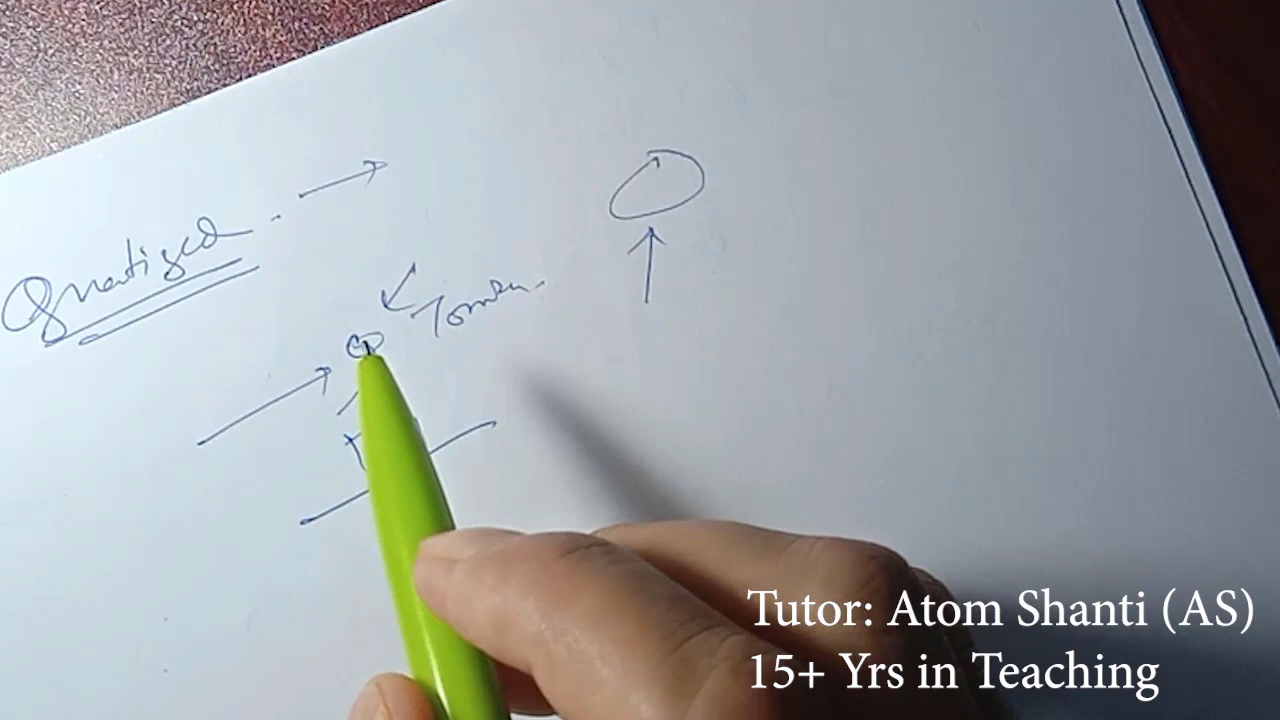 Quantized.
Tutor: Atom Shanti (AS)
15+ Yrs in Teaching